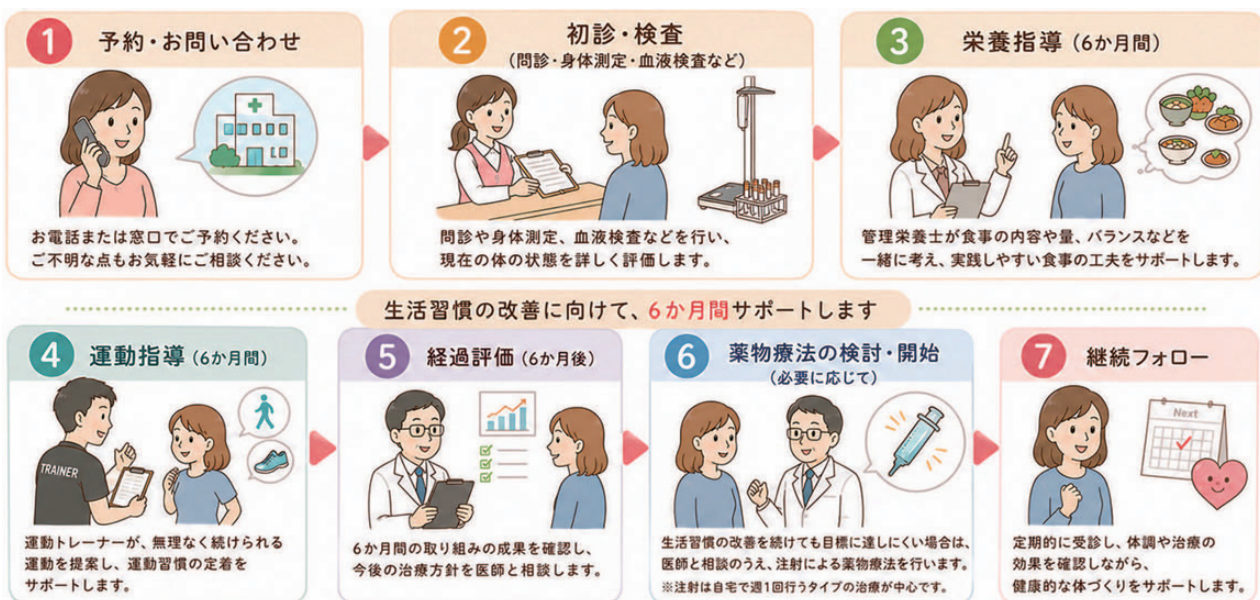 1 予約・お問い合わせ
お電話または窓口でご予約ください。
ご不明な点もお気軽にご相談ください。
2 初診・検査
(問診・身体測定・血液検査など)
問診や身体測定、血液検査などを行い、
現在の体の状態を詳しく評価します。
3 栄養指導 (6か月間)
管理栄養士が食事の内容や量、バランスなどを
一緒に考え、実践しやすい食事の工夫をサポートします。
生活習慣の改善に向けて、6か月間サポートします
4 運動指導 (6か月間)
TRAINER
運動トレーナーが、無理なく続けられる
運動を提案し、運動習慣の定着を
サポートします。
5 経過評価 (6か月後)
6か月間の取り組みの成果を確認し、
今後の治療方針を医師と相談します。
6 薬物療法の検討・開始
(必要に応じて)
生活習慣の改善を続けても目標に達しにくい場合は、
医師と相談のうえ、注射による薬物療法を行います。
※注射は自宅で週1回行うタイプの治療が中心です。
7 継続フォロー
Next
定期的に受診し、体調や治療の
効果を確認しながら、
健康的な体づくりをサポートします。